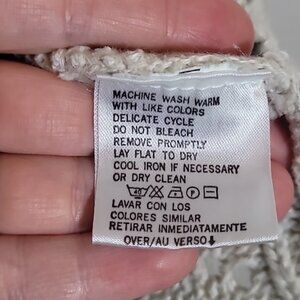 MACHINE WASH WARM
WITH LIKE COLORS
DELICATE CYCLE
DO NOT BLEACH
REMOVE PROMPTLY
LAY FLAT TO DRY
COOL IRON IF NECESSARY
OR DRY CLEAN
40 P
LAVAR CON LOS
COLORES SIMILAR
RETIRAR INMEDIATAMENTE
OVER/AU VERSO↓